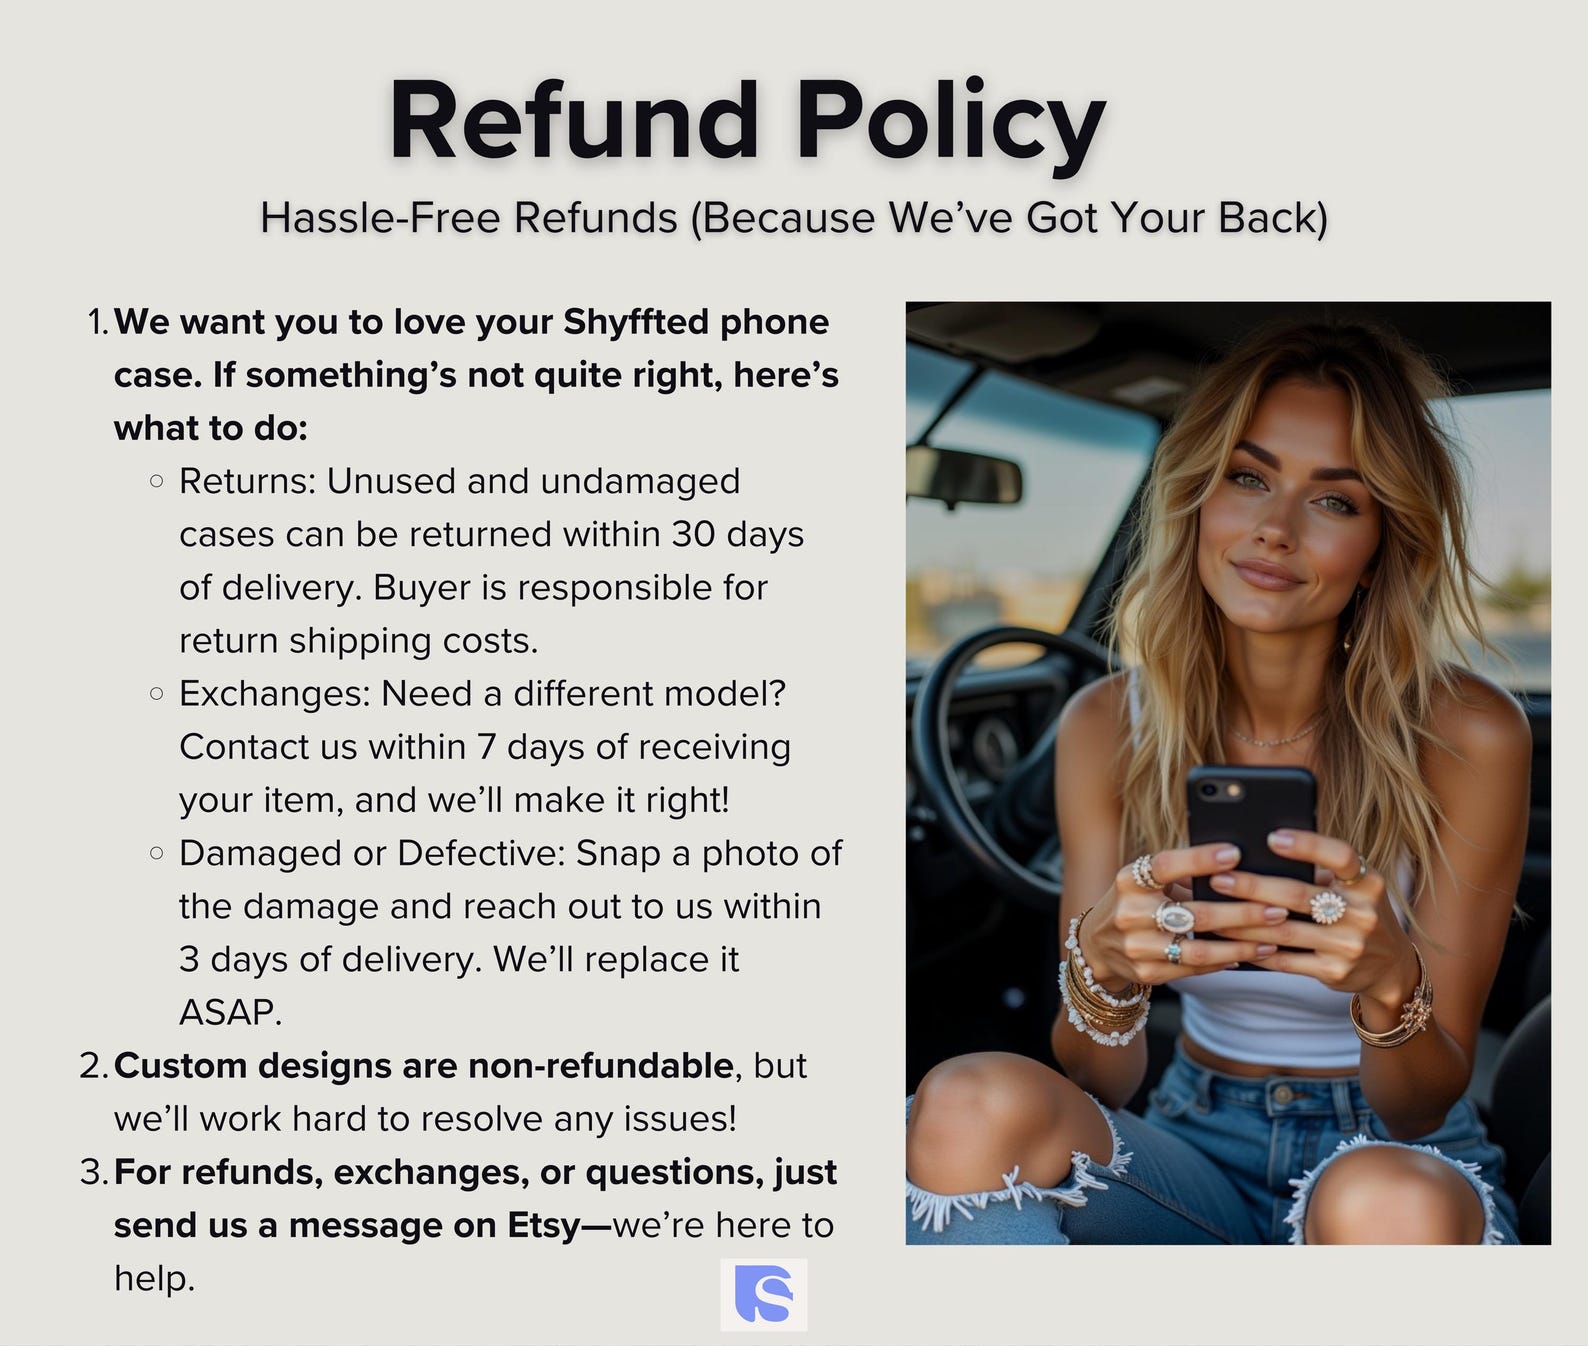 Refund Policy
Hassle-Free Refunds (Because We’ve Got Your Back)
1. We want you to love your Shyffted phone
case. If something’s not quite right, here’s
what to do:
○ Returns: Unused and undamaged
cases can be returned within 30 days
of delivery. Buyer is responsible for
return shipping costs.
○ Exchanges: Need a different model?
Contact us within 7 days of receiving
your item, and we’ll make it right!
○ Damaged or Defective: Snap a photo of
the damage and reach out to us within
3 days of delivery. We’ll replace it
ASAP.
2. Custom designs are non-refundable, but
we’ll work hard to resolve any issues!
3. For refunds, exchanges, or questions, just
send us a message on Etsy—we’re here to
help.
S